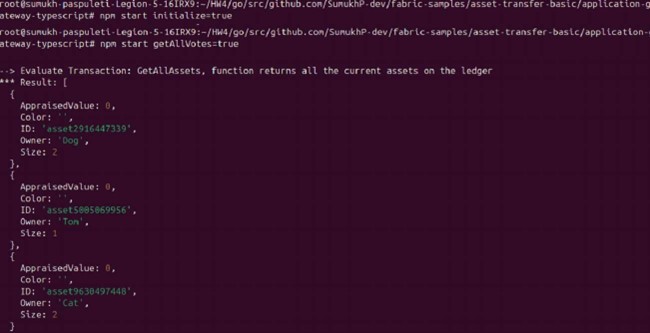 root@sumukh-paspuleti-Legion-5-16IRX9:~/HW4/go/src/github.com/SumukhP-dev/fabric-samples/asset-transfer-basic/application-g
ateway-typescript# npm start initialize=true
root@sumukh-paspuleti-Legion-5-16IRX9:~/HW4/go/src/github.com/SumukhP-dev/fabric-samples/asset-transfer-basic/application-g
ateway-typescript# npm start getAllVotes=true
--> Evaluate Transaction: GetAllAssets, function returns all the current assets on the ledger
*** Result: [
{
AppraisedValue: 0,
Color: '',
ID: 'asset2916447339',
Owner: 'Dog',
Size: 2
},
{
AppraisedValue: 0,
Color: '',
ID: 'asset5005069956',
Owner: 'Tom',
Size: 1
},
{
AppraisedValue: 0,
Color: '',
ID: 'asset9630497448',
Owner: 'Cat',
Size: 2
}